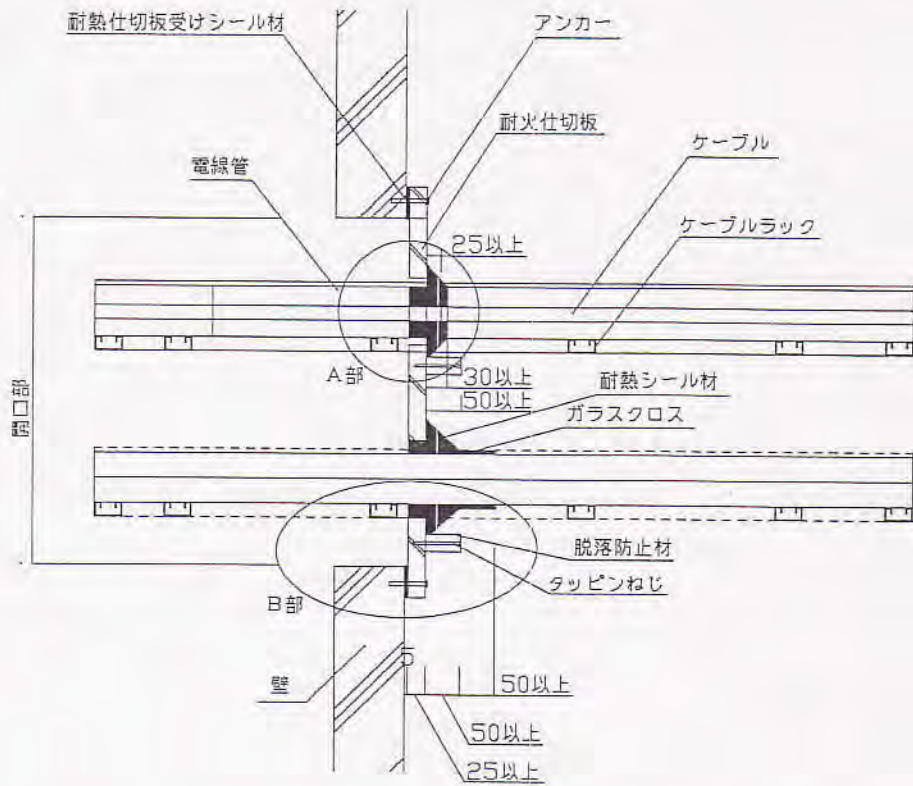 耐熱仕切板受けシール材
アンカー
耐火仕切板
ケーブル
電線管
ケーブルラック
25以上
開口部
A部
30以上
50以上
耐熱シール材
ガラスクロス
脱落防止材
タッピンねじ
B部
壁
5
50以上
50以上
25以上